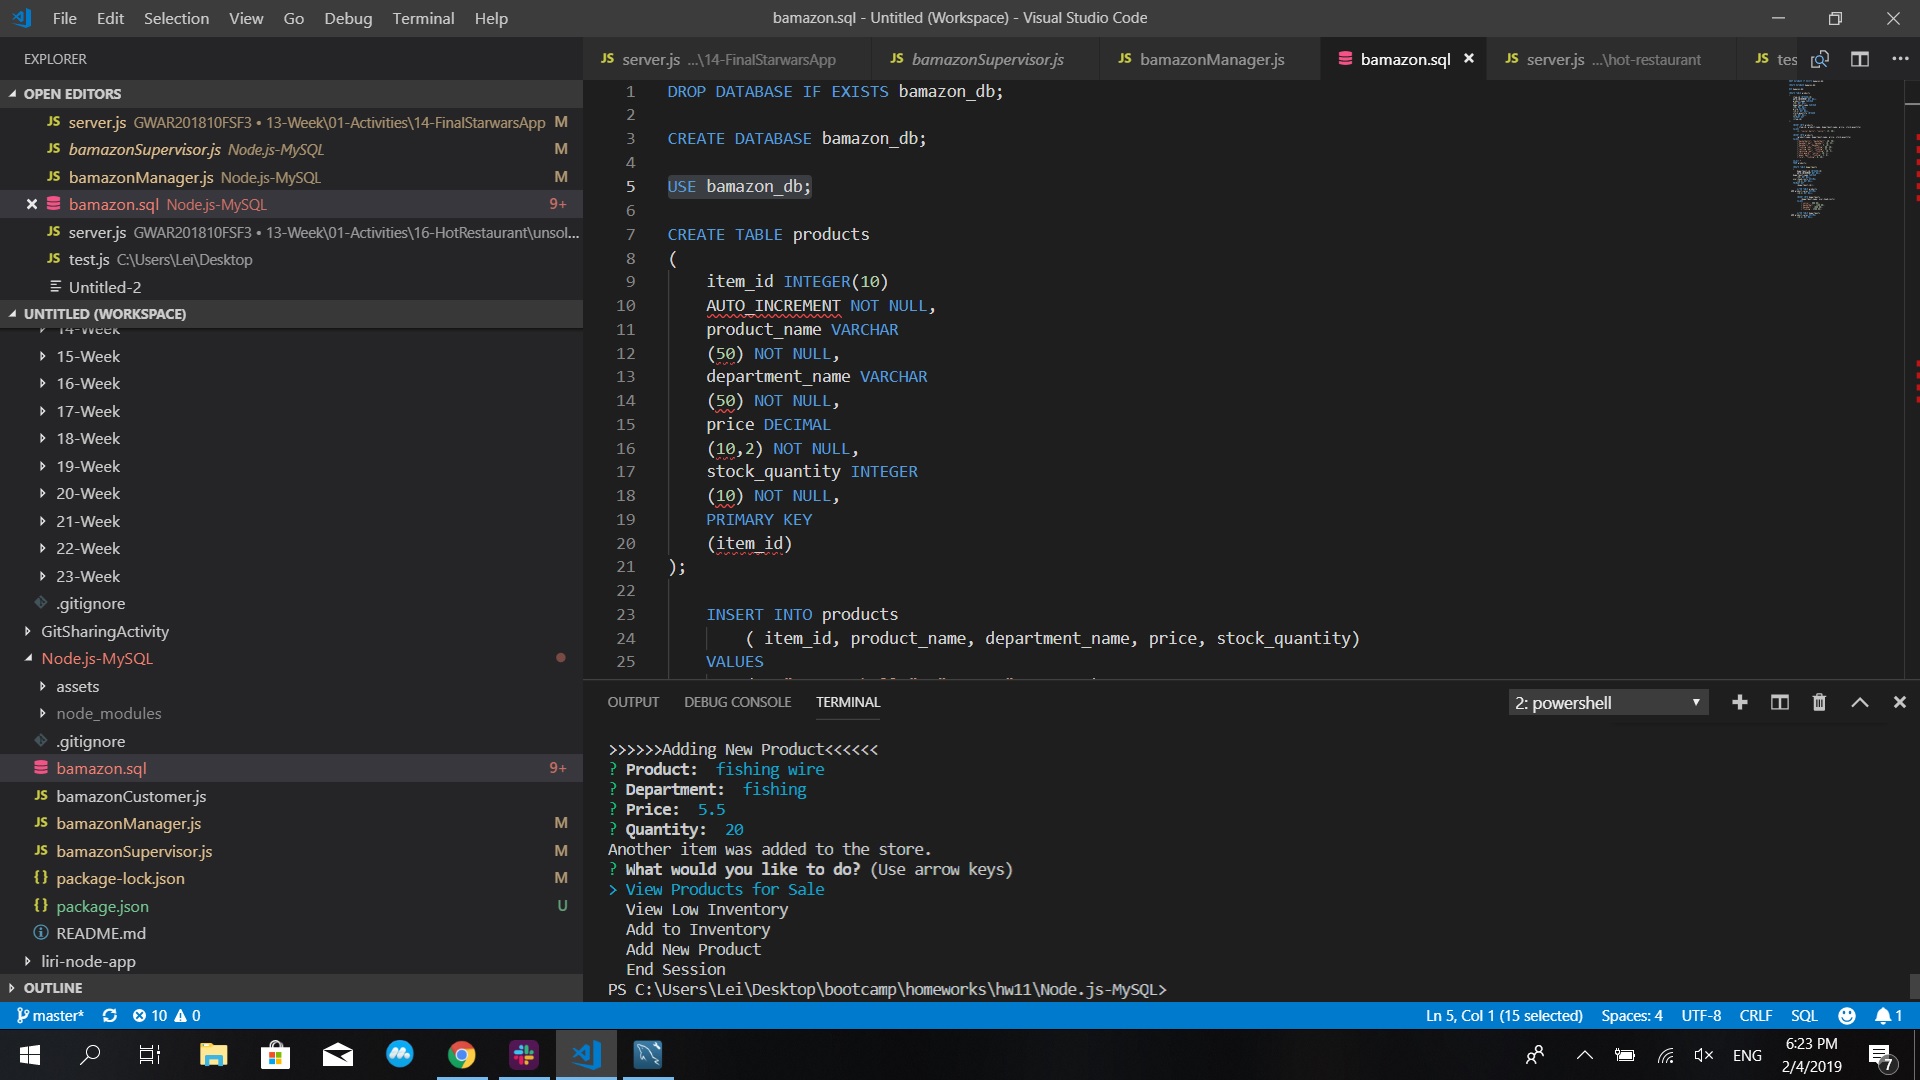 File Edit Selection View Go Debug Terminal Help
bamazon.sql - Untitled (Workspace) - Visual Studio Code
EXPLORER
OPEN EDITORS
JS server.js GWAR201810FSF3 • 13-Week\01-Activities\14-FinalStarwarsApp M
JS bamazonSupervisor.js Node.js-MySQL M
JS bamazonManager.js Node.js-MySQL M
bamazon.sql Node.js-MySQL 9+
JS server.js GWAR201810FSF3 • 13-Week\01-Activities\16-HotRestaurant\unsol...
JS test.js C:\Users\Lei\Desktop
Untitled-2
UNTITLED (WORKSPACE)
14-Week
15-Week
16-Week
17-Week
18-Week
19-Week
20-Week
21-Week
22-Week
23-Week
.gitignore
GitSharingActivity
Node.js-MySQL
assets
node_modules
.gitignore
bamazon.sql 9+
JS bamazonCustomer.js
JS bamazonManager.js M
JS bamazonSupervisor.js M
{} package-lock.json M
{} package.json U
README.md
liri-node-app
OUTLINE
JS server.js ...\14-FinalStarwarsApp
JS bamazonSupervisor.js
JS bamazonManager.js
bamazon.sql
JS server.js ...\hot-restaurant
JS tes
1 DROP DATABASE IF EXISTS bamazon_db;
2
3 CREATE DATABASE bamazon_db;
4
5 USE bamazon_db;
6
7 CREATE TABLE products
8 (
9 item_id INTEGER(10)
10 AUTO_INCREMENT NOT NULL,
11 product_name VARCHAR
12 (50) NOT NULL,
13 department_name VARCHAR
14 (50) NOT NULL,
15 price DECIMAL
16 (10,2) NOT NULL,
17 stock_quantity INTEGER
18 (10) NOT NULL,
19 PRIMARY KEY
20 (item_id)
21 );
22
23 INSERT INTO products
24 ( item_id, product_name, department_name, price, stock_quantity)
25 VALUES
OUTPUT DEBUG CONSOLE TERMINAL
2: powershell
>>>>>>Adding New Product<<<<<<
? Product: fishing wire
? Department: fishing
? Price: 5.5
? Quantity: 20
Another item was added to the store.
? What would you like to do? (Use arrow keys)
> View Products for Sale
View Low Inventory
Add to Inventory
Add New Product
End Session
PS C:\Users\Lei\Desktop\bootcamp\homeworks\hw11\Node.js-MySQL>
master* 10 0
Ln 5, Col 1 (15 selected) Spaces: 4 UTF-8 CRLF SQL 1
ENG
6:23 PM
2/4/2019
7